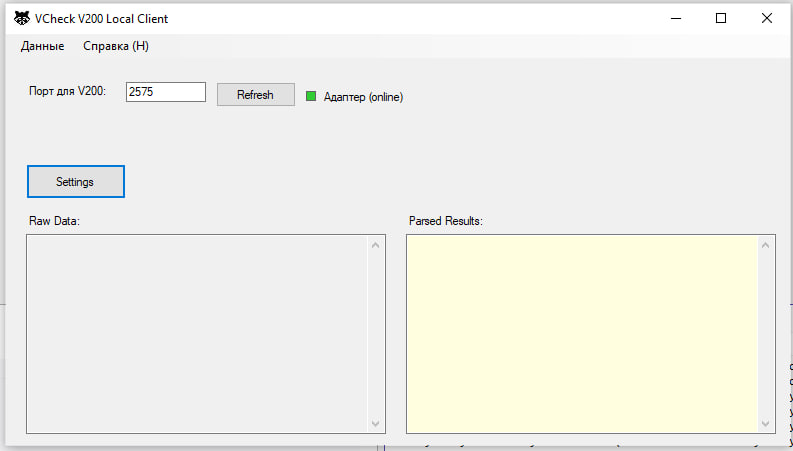 VCheck V200 Local Client
Данные Справка (H)
Порт для V200: 2575 Refresh Адаптер (online)
Settings
Raw Data: Parsed Results: